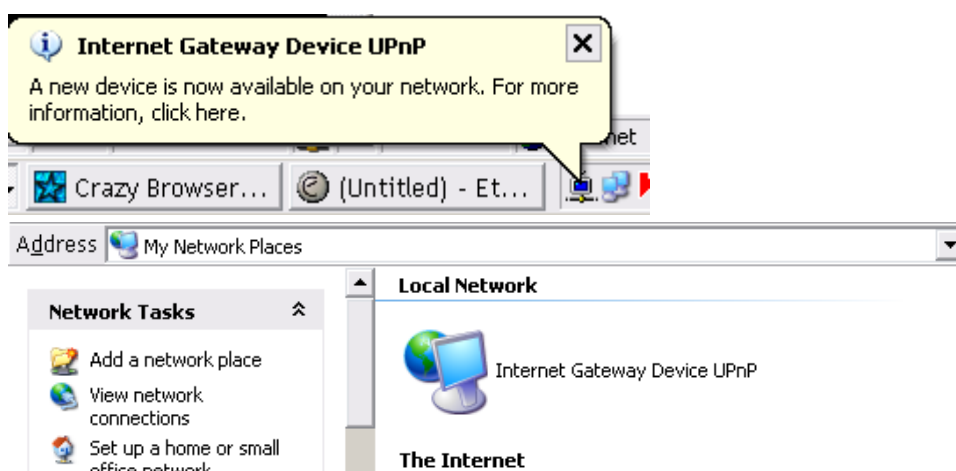 Internet Gateway Device UPnP
A new device is now available on your network. For more
information, click here.
Crazy Browser...
(Untitled) - Et...
Address My Network Places
Network Tasks
Add a network place
View network
connections
Set up a home or small
office network
Local Network
Internet Gateway Device UPnP
The Internet